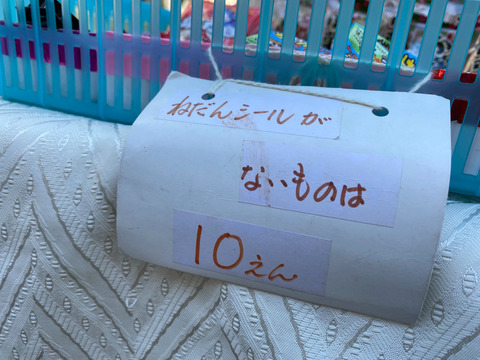 ねだんシールが
ないものは
10えん